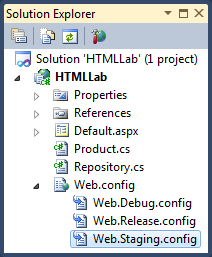 Solution Explorer
Solution 'HTMLLab' (1 project)
HTMLLab
Properties
References
Default.aspx
Product.cs
Repository.cs
Web.config
Web.Debug.config
Web.Release.config
Web.Staging.config